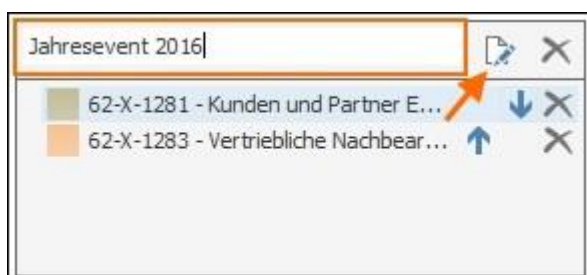 Jahresevent 2016
62-X-1281 - Kunden und Partner E...
62-X-1283 - Vertriebliche Nachbear...